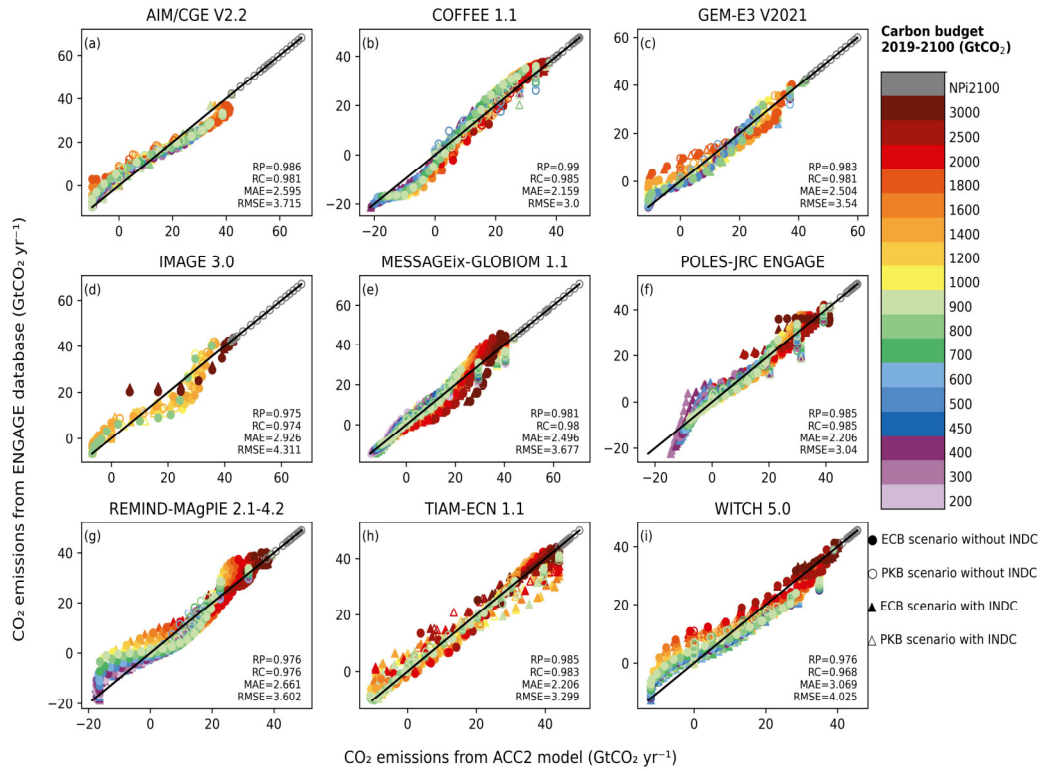 AIM/CGE V2.2
COFFEE 1.1
GEM-E3 V2021
Carbon budget
2019-2100 (GtCO₂)
(a)
60
40
20
0
0
20
40
60
RP=0.986
RC=0.981
MAE=2.595
RMSE=3.715
(b)
40
20
0
−20
−20
0
20
40
RP=0.99
RC=0.985
MAE=2.159
RMSE=3.0
(c)
60
40
20
0
0
20
40
60
RP=0.983
RC=0.981
MAE=2.504
RMSE=3.54
NPi2100
3000
2500
2000
1800
1600
1400
1200
1000
900
800
700
600
500
450
400
300
200
CO₂ emissions from ENGAGE database (GtCO₂ yr⁻¹)
IMAGE 3.0
MESSAGEix-GLOBIOM 1.1
POLES-JRC ENGAGE
(d)
60
40
20
0
0
20
40
60
RP=0.975
RC=0.974
MAE=2.926
RMSE=4.311
(e)
60
40
20
0
0
20
40
60
RP=0.981
RC=0.98
MAE=2.496
RMSE=3.677
(f)
40
20
0
−20
−20
0
20
40
RP=0.985
RC=0.985
MAE=2.206
RMSE=3.04
REMIND-MAgPIE 2.1-4.2
TIAM-ECN 1.1
WITCH 5.0
(g)
40
20
0
−20
−20
0
20
40
RP=0.976
RC=0.976
MAE=2.661
RMSE=3.602
(h)
40
20
0
0
20
40
RP=0.985
RC=0.983
MAE=2.206
RMSE=3.299
(i)
40
20
0
0
20
40
RP=0.976
RC=0.968
MAE=3.069
RMSE=4.025
ECB scenario without INDC
PKB scenario without INDC
ECB scenario with INDC
PKB scenario with INDC
CO₂ emissions from ACC2 model (GtCO₂ yr⁻¹)